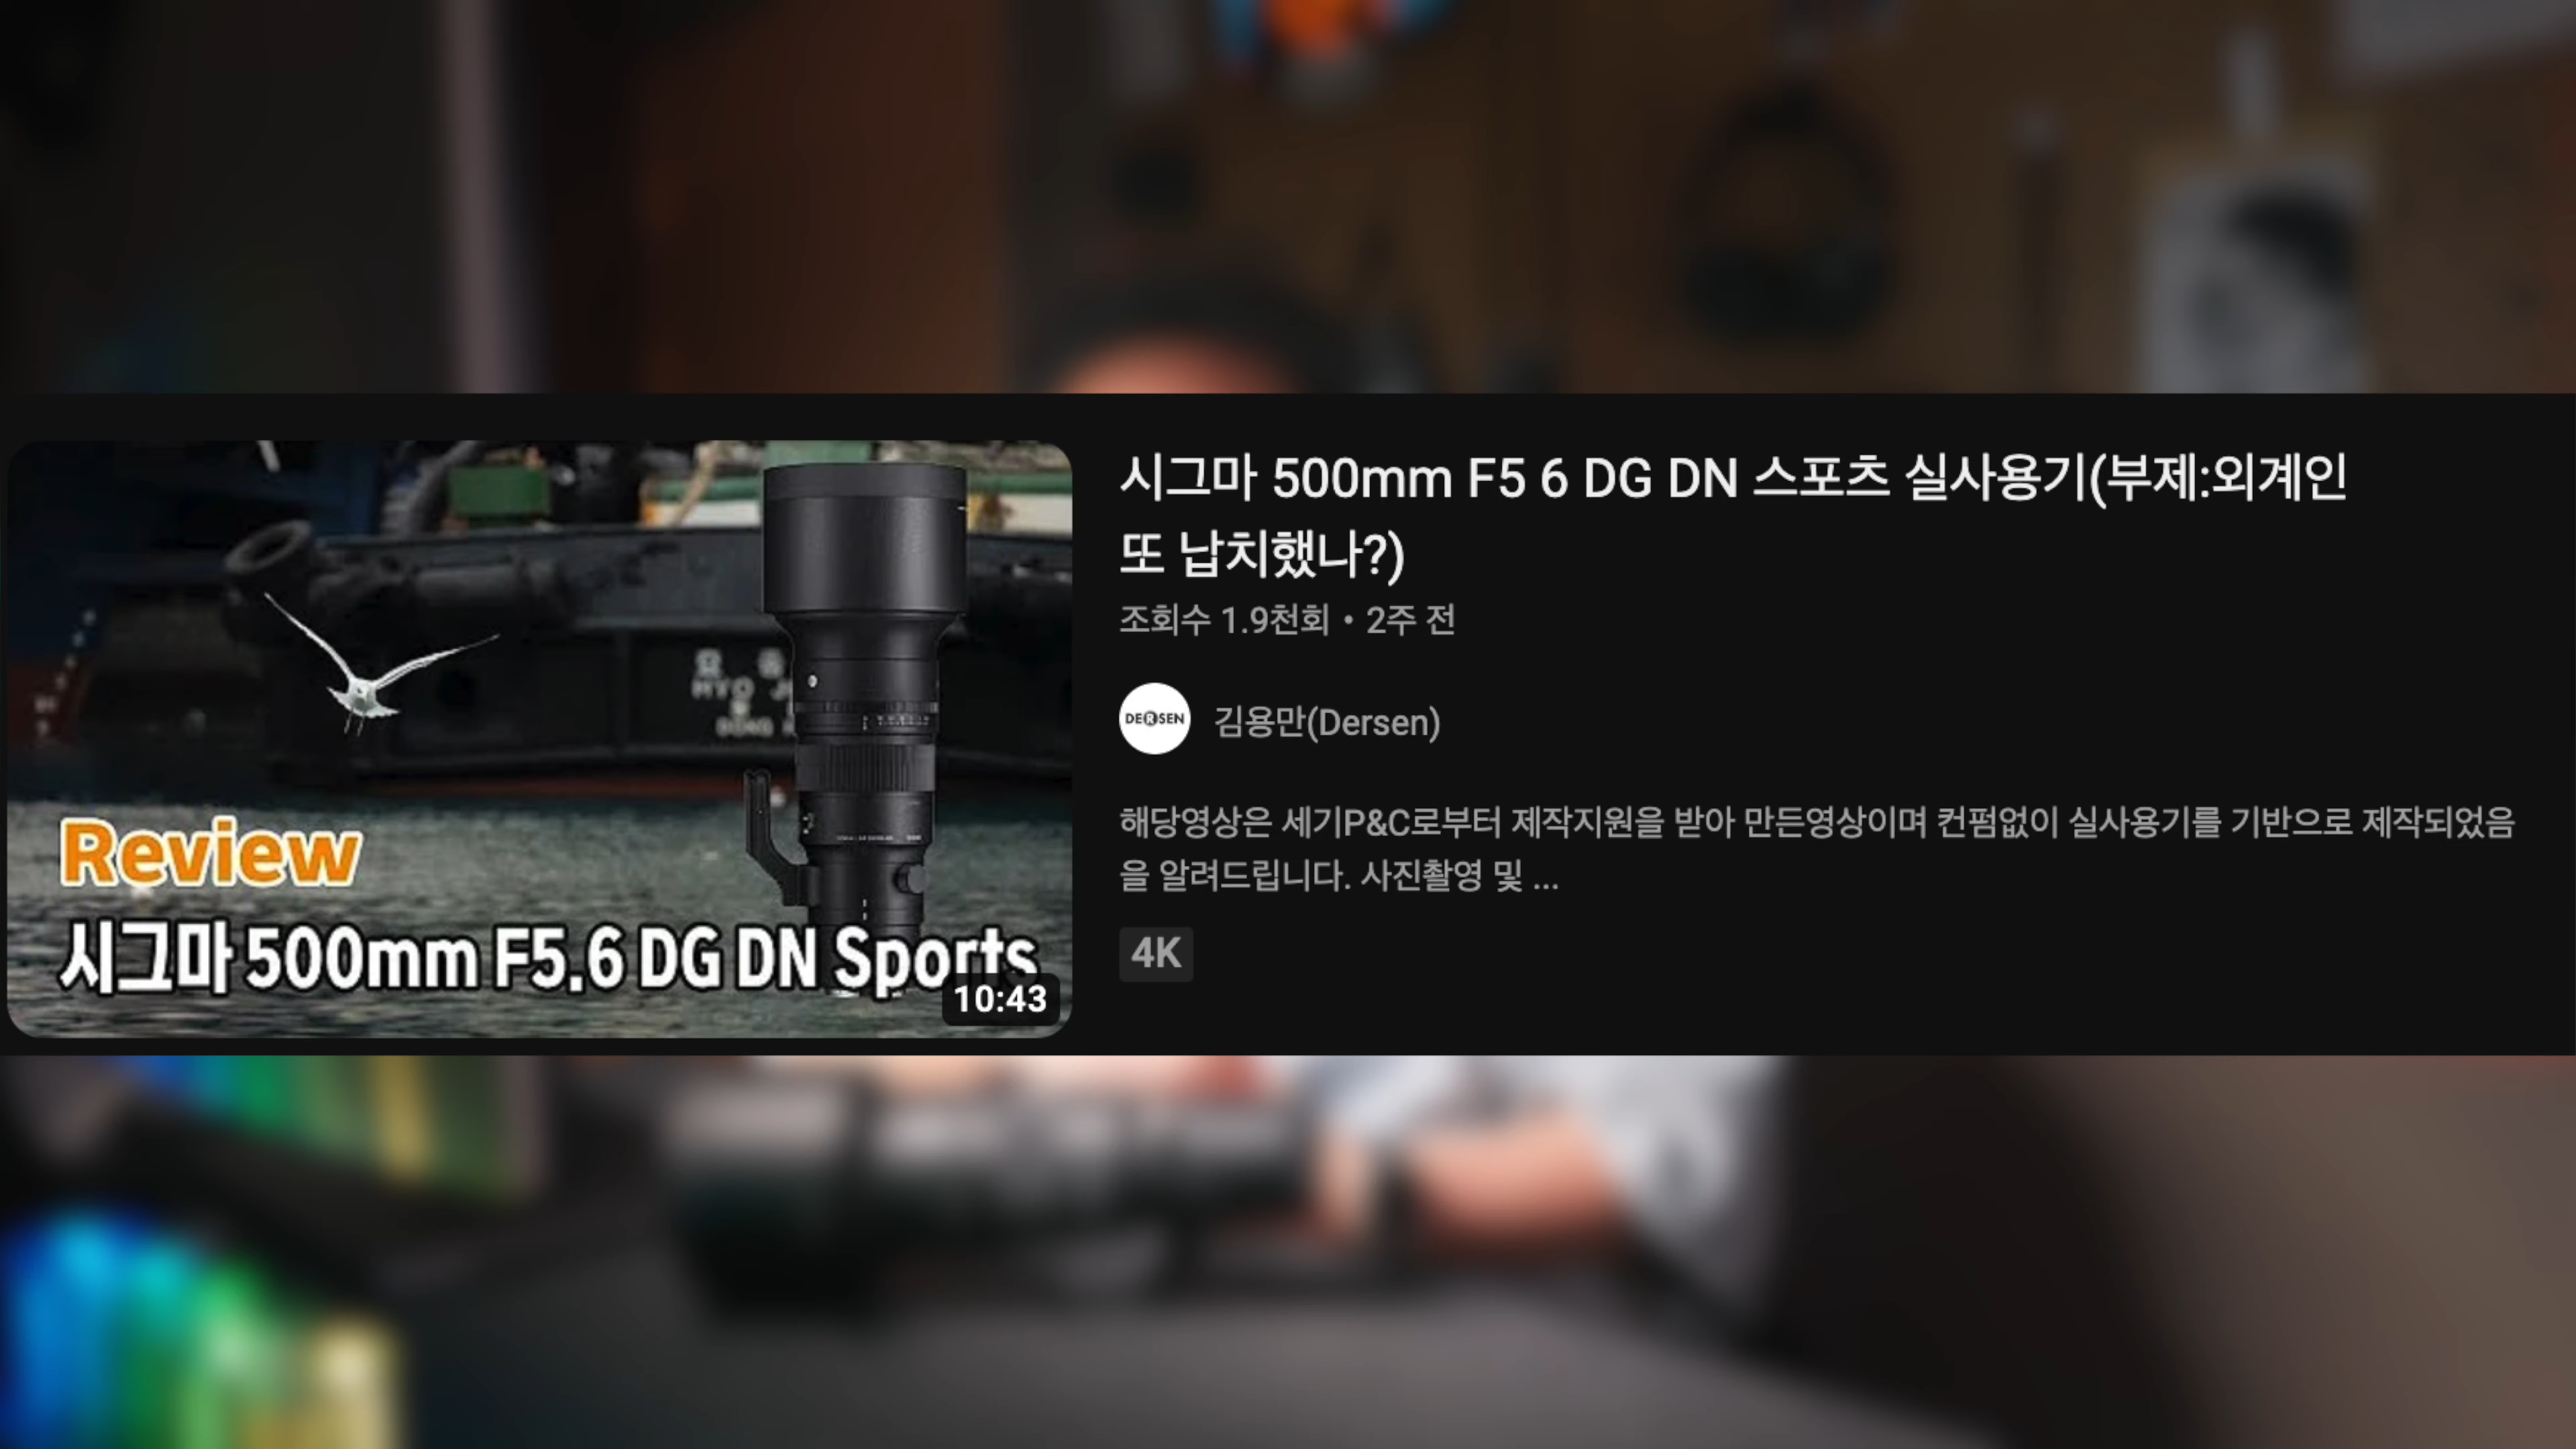 시그마 500mm F5 6 DG DN 스포츠 실사용기(부제:외계인
또 납치했나?)
조회수 1.9천회 • 2주 전
DERSEN
김용만(Dersen)
해당영상은 세기P&C로부터 제작지원을 받아 만든영상이며 컨펌없이 실사용기를 기반으로 제작되었음
을 알려드립니다. 사진촬영 및 ...
4K
Review
시그마 500mm F5.6 DG DN Sports
10:43